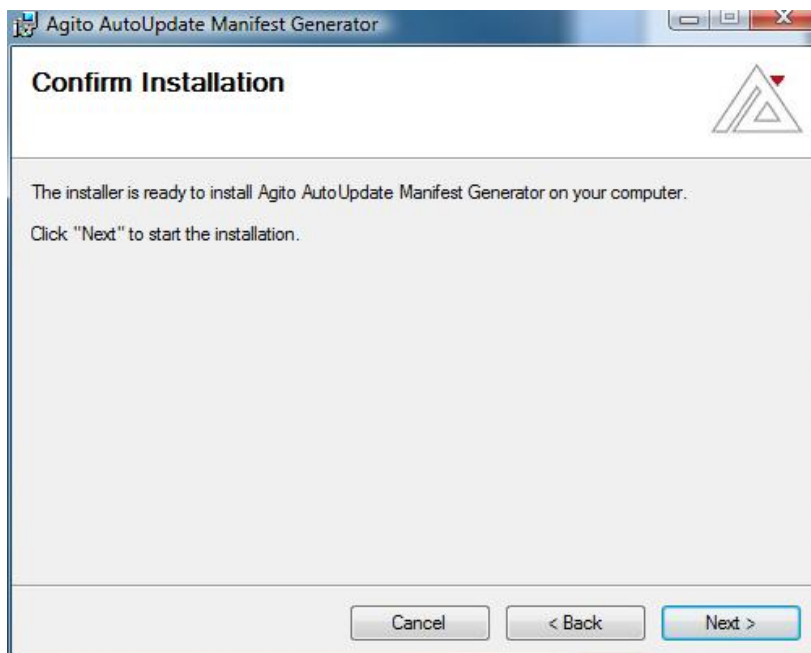 Agito AutoUpdate Manifest Generator
Confirm Installation
The installer is ready to install Agito AutoUpdate Manifest Generator on your computer.
Click "Next" to start the installation.
Cancel
< Back
Next >